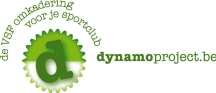 de VSF omkadering
voor je sportclub
d
dynamoproject.be